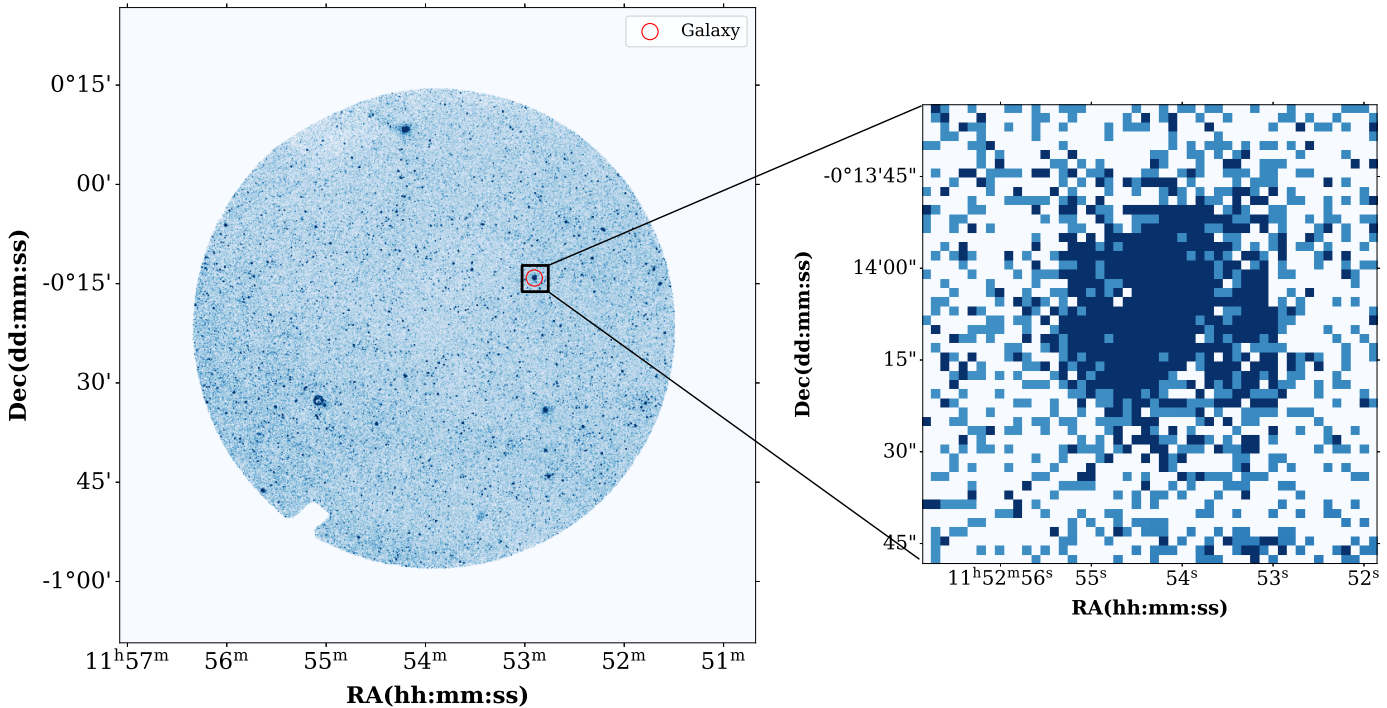 Galaxy
0°15'
00'
-0°15'
30'
45'
-1°00'
11ʰ57ᵐ 56ᵐ 55ᵐ 54ᵐ 53ᵐ 52ᵐ 51ᵐ
RA(hh:mm:ss)
Dec(dd:mm:ss)
-0°13'45"
14'00"
15"
30"
45"
11ʰ52ᵐ56ˢ 55ˢ 54ˢ 53ˢ 52ˢ
RA(hh:mm:ss)
Dec(dd:mm:ss)